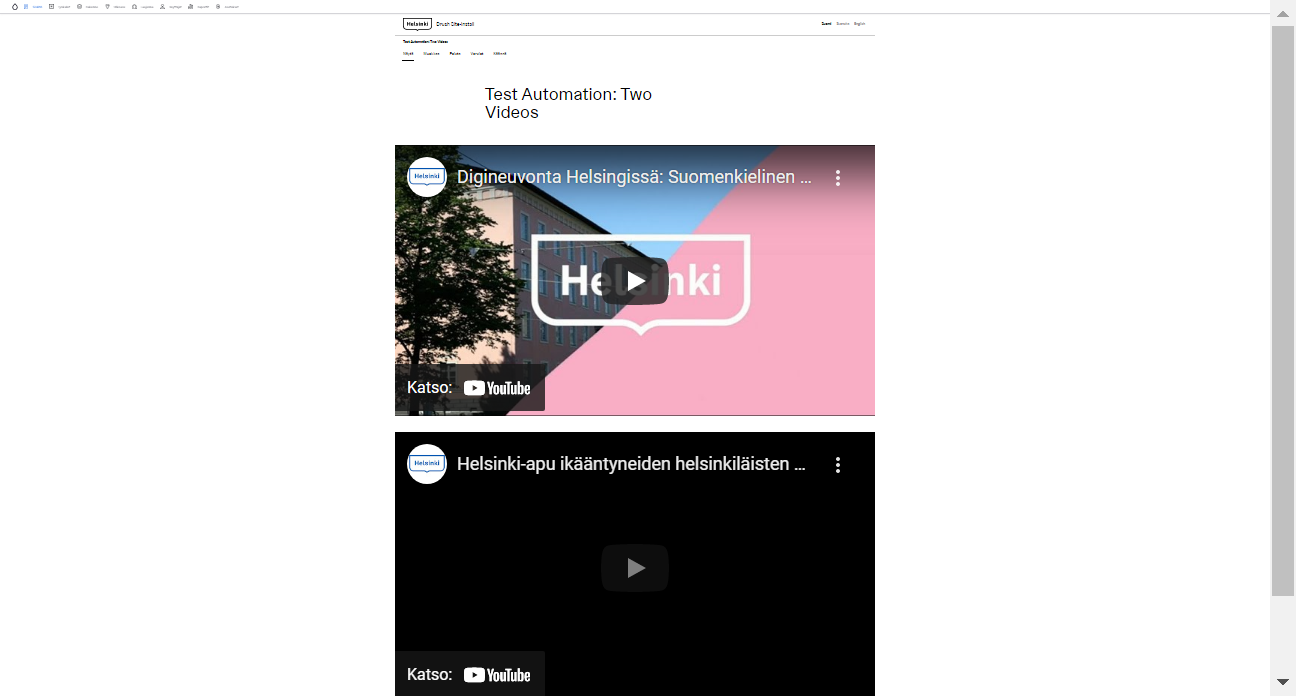 Helsinki Drush Site-Install Suomi Svenska English
Test Automation: Two Videos
Test Automation: Two
Videos
Helsinki Digineuvonta Helsingissä: Suomenkielinen ...
Helsinki
Katso: YouTube
Helsinki Helsinki-apu ikääntyneiden helsinkiläisten ...
Katso: YouTube